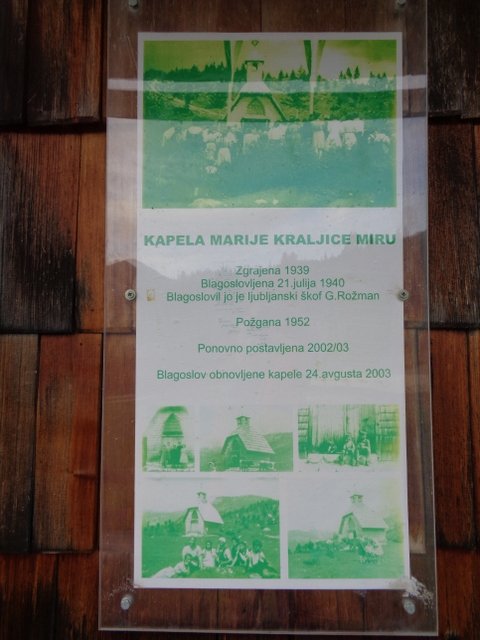 KAPELA MARIJE KRALJICE MIRU
Zgrajena 1939
Blagoslovljena 21.julija 1940
Blagoslovil jo je ljubljanski škof G.Rožman
Požgana 1952
Ponovno postavljena 2002/03
Blagoslov obnovljene kapele 24.avgusta 2003